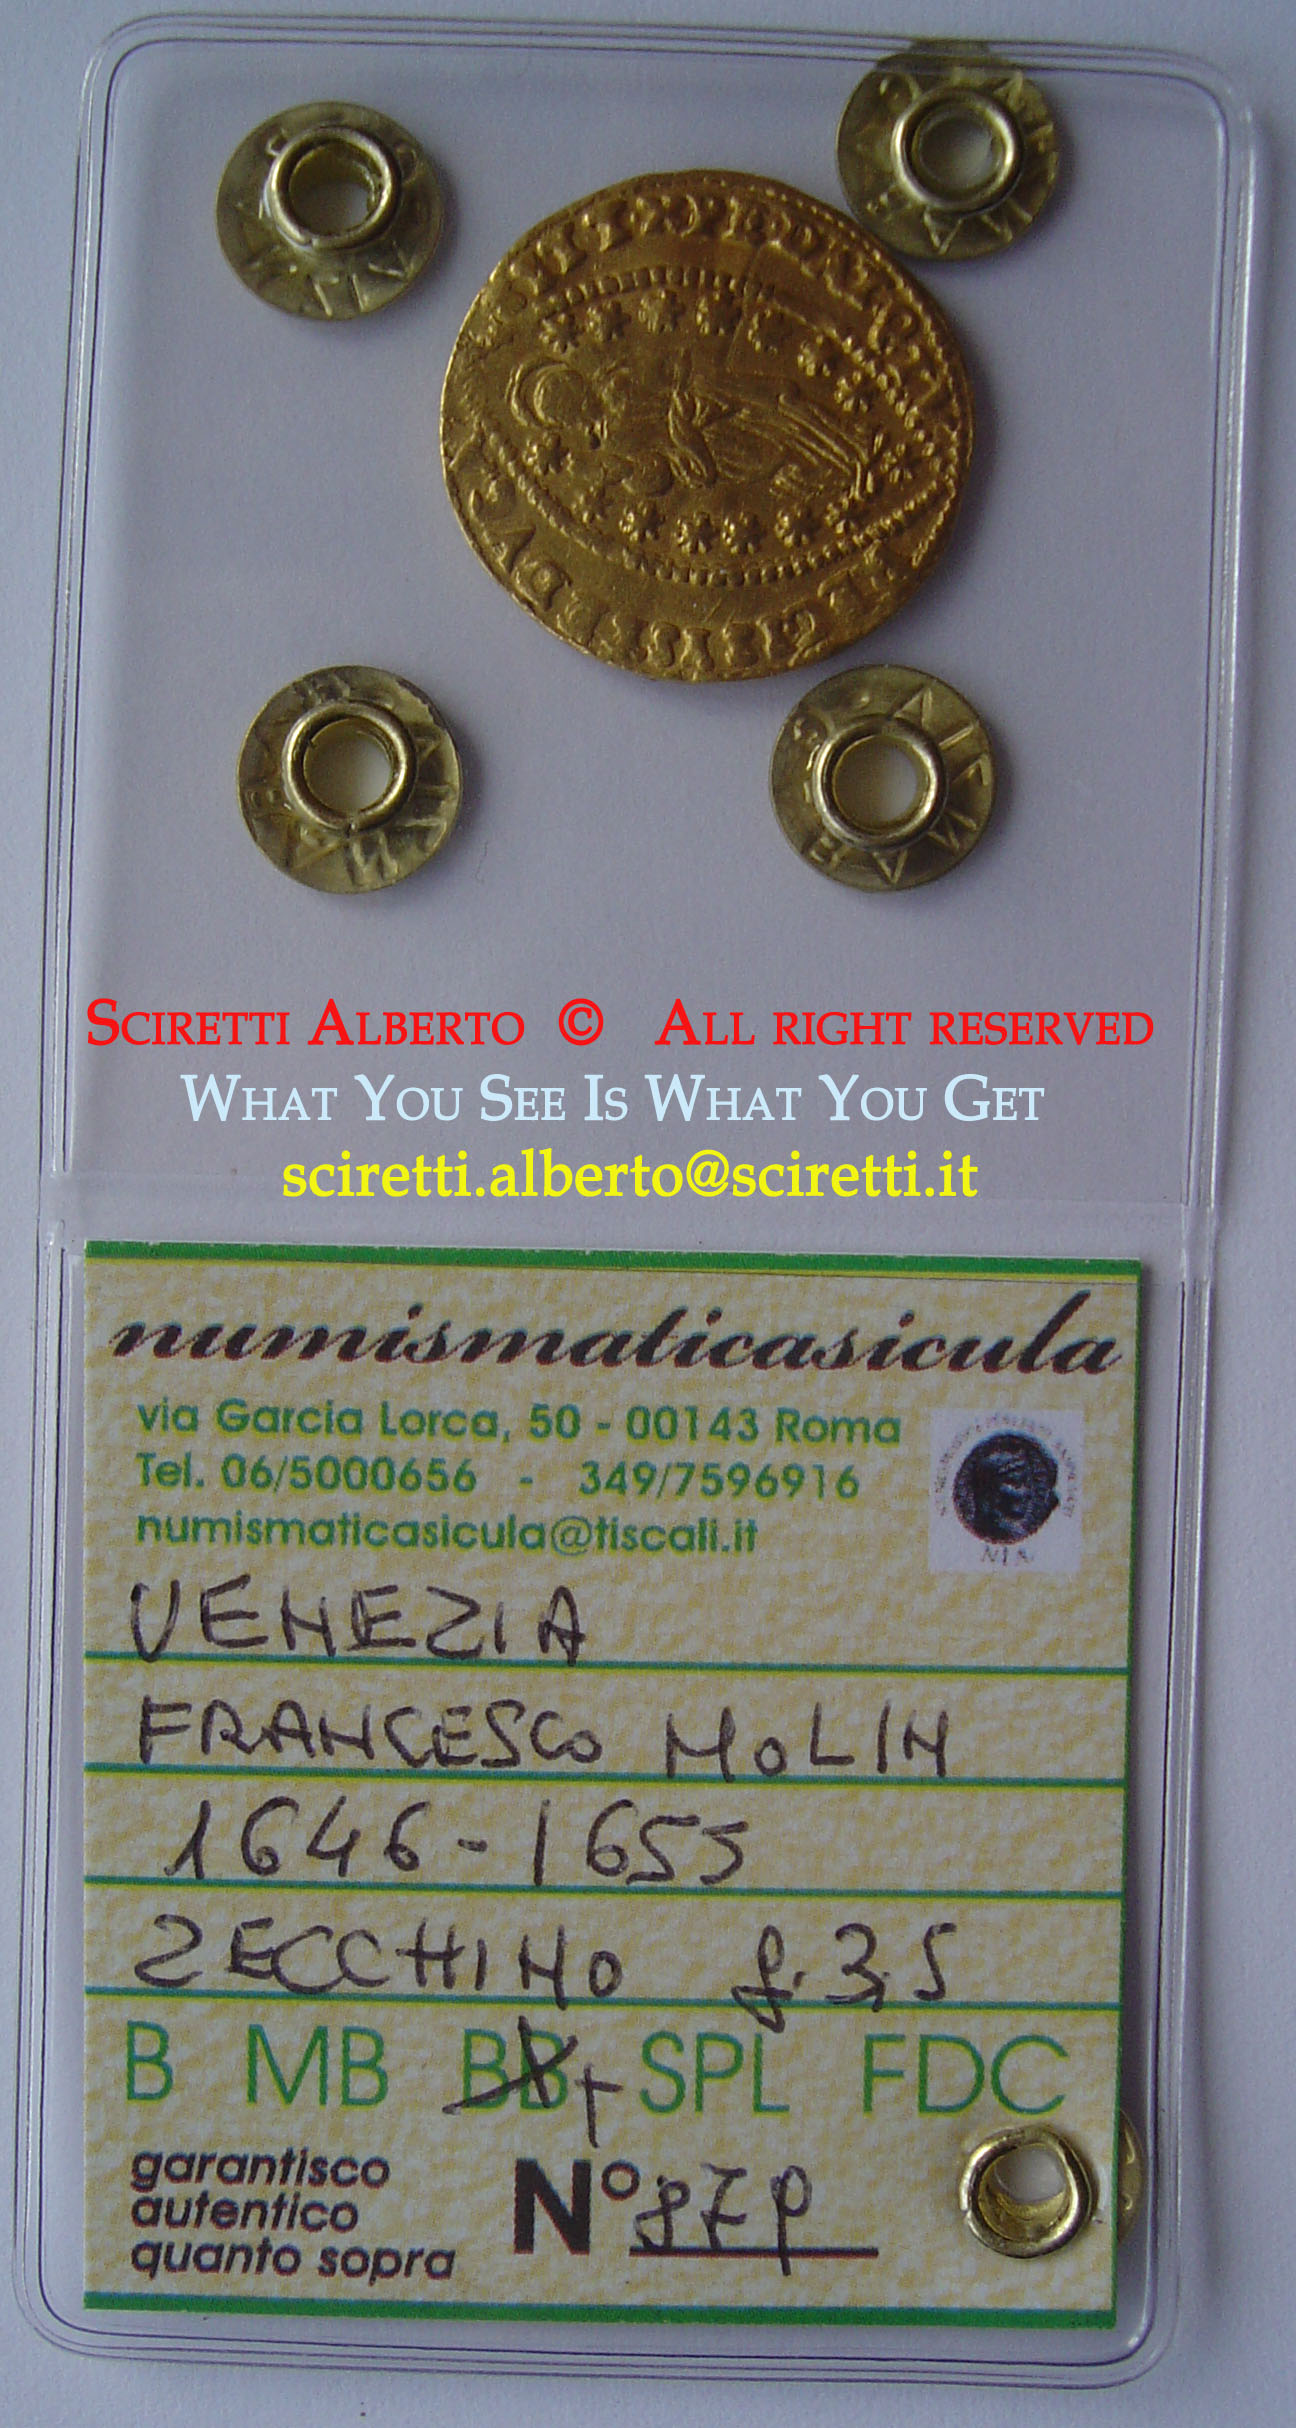 Sciretti Alberto © All right reserved
What You See Is What You Get
sciretti.alberto@sciretti.it
numismaticasicula
via Garcia Lorca, 50 - 00143 Roma
Tel. 06/5000656 - 349/7596916
numismaticasicula@tiscali.it
VENEZIA
FRANCESCO MOLIN
1646-1655
ZECCHINO g. 3,5
B MB BB+ SPL FDC
garantisco
autentico
quanto sopra
N°